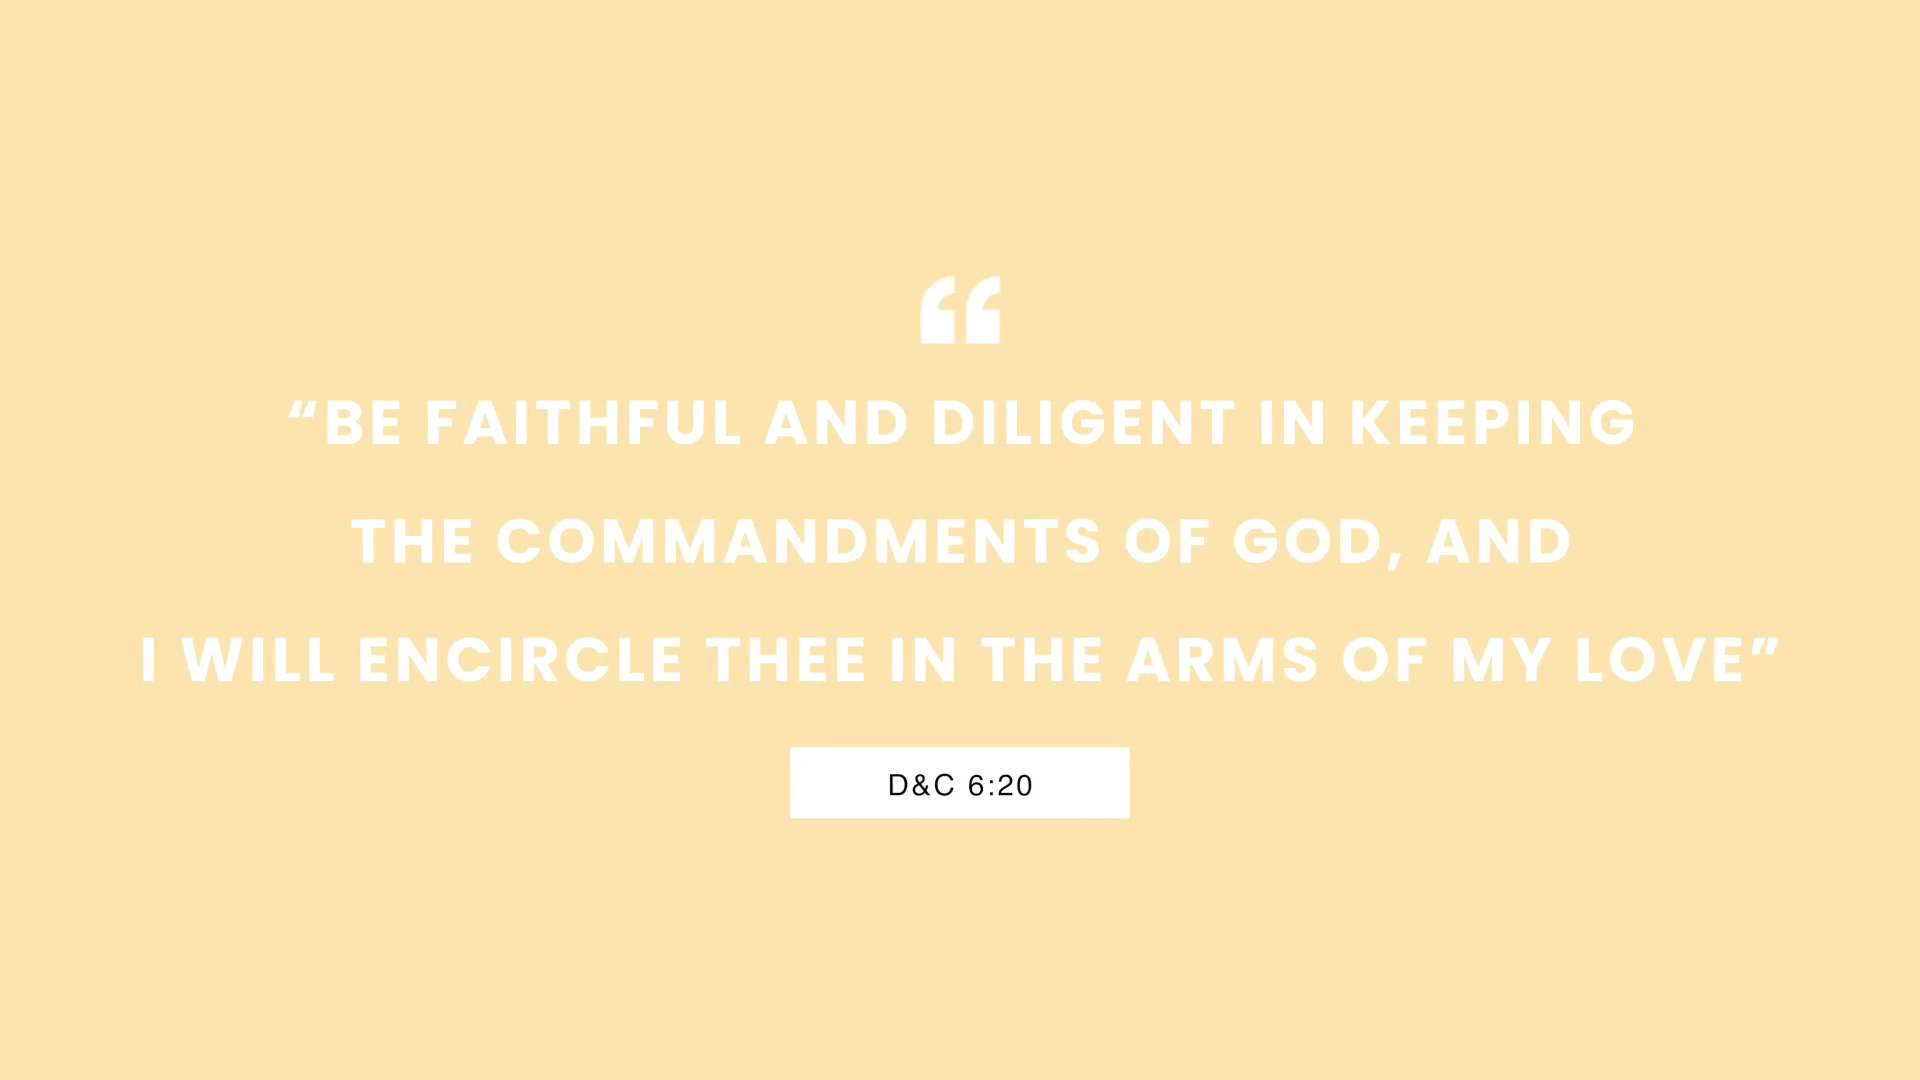 “BE FAITHFUL AND DILIGENT IN KEEPING
THE COMMANDMENTS OF GOD, AND
I WILL ENCIRCLE THEE IN THE ARMS OF MY LOVE”
D&C 6:20